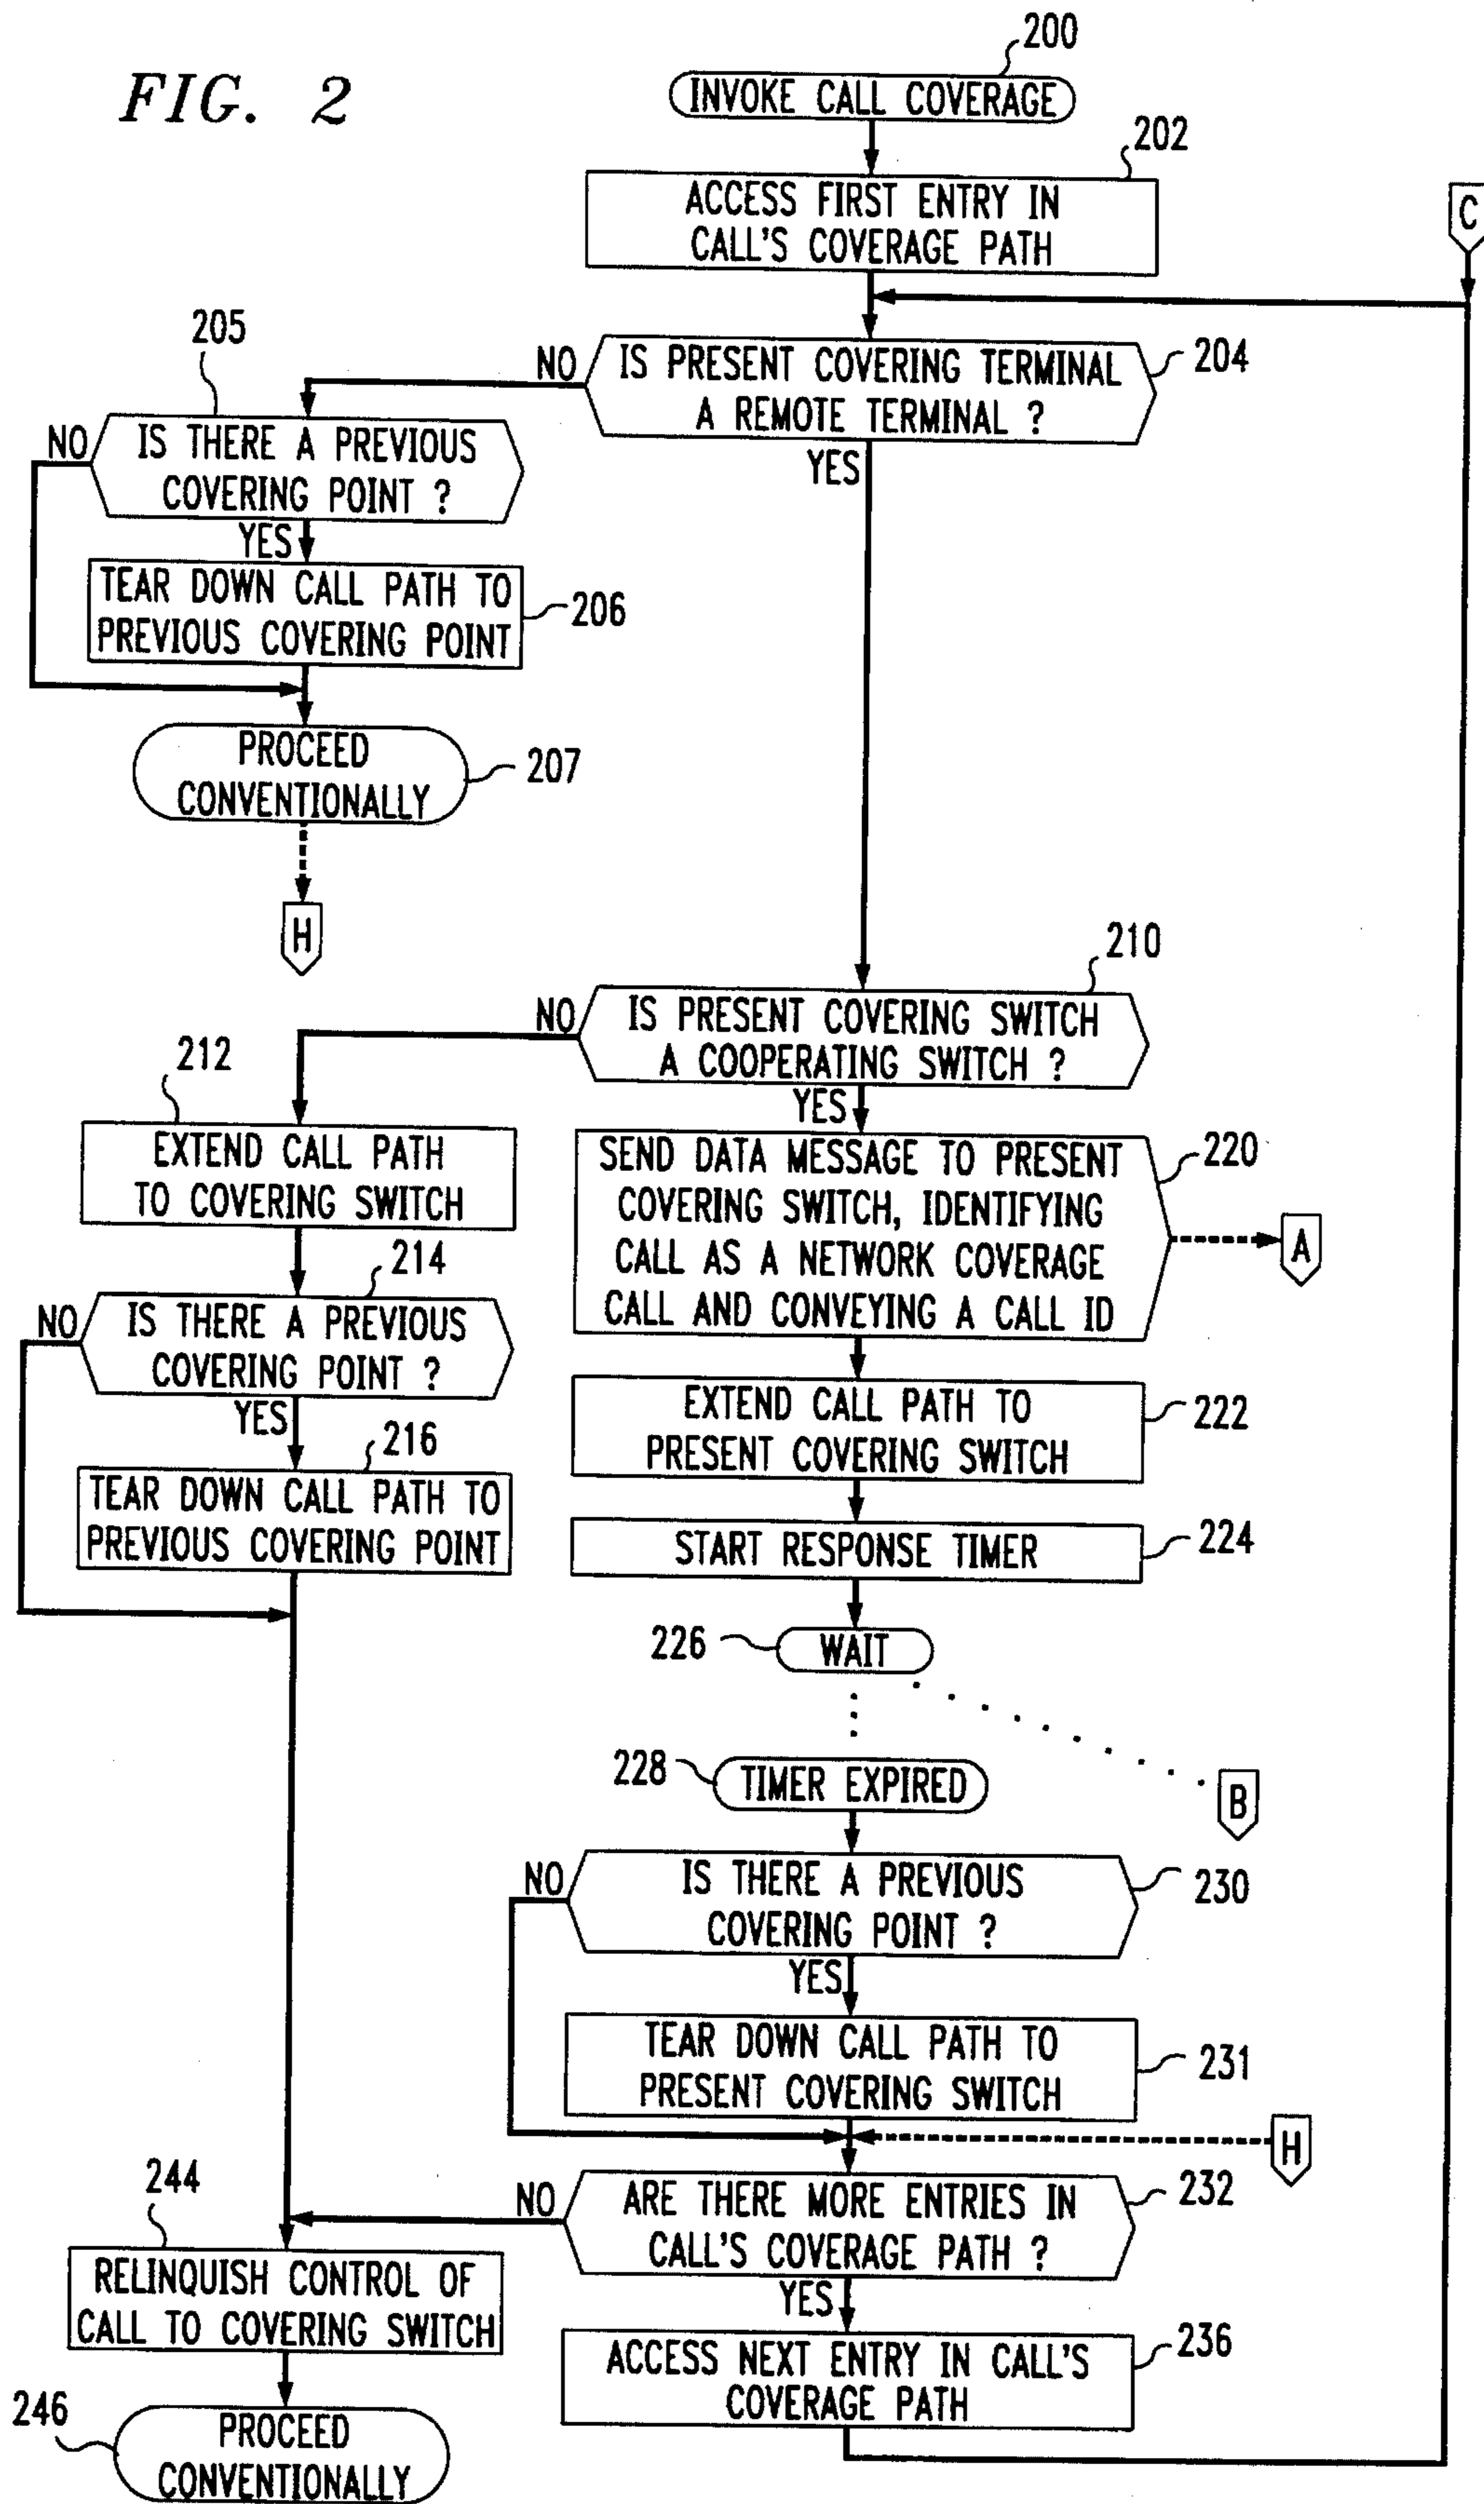 FIG. 2
200
INVOKE CALL COVERAGE
202
ACCESS FIRST ENTRY IN
CALL'S COVERAGE PATH
C
204
IS PRESENT COVERING TERMINAL
A REMOTE TERMINAL ?
NO
YES
205
IS THERE A PREVIOUS
COVERING POINT ?
NO
YES
TEAR DOWN CALL PATH TO
PREVIOUS COVERING POINT
206
PROCEED
CONVENTIONALLY
207
H
210
IS PRESENT COVERING SWITCH
A COOPERATING SWITCH ?
NO
YES
212
EXTEND CALL PATH
TO COVERING SWITCH
214
IS THERE A PREVIOUS
COVERING POINT ?
NO
YES
216
TEAR DOWN CALL PATH TO
PREVIOUS COVERING POINT
SEND DATA MESSAGE TO PRESENT
COVERING SWITCH, IDENTIFYING
CALL AS A NETWORK COVERAGE
CALL AND CONVEYING A CALL ID
220
A
EXTEND CALL PATH TO
PRESENT COVERING SWITCH
222
START RESPONSE TIMER
224
226
WAIT
228
TIMER EXPIRED
B
IS THERE A PREVIOUS
COVERING POINT ?
230
NO
YES
TEAR DOWN CALL PATH TO
PRESENT COVERING SWITCH
231
H
ARE THERE MORE ENTRIES IN
CALL'S COVERAGE PATH ?
232
NO
YES
244
RELINQUISH CONTROL OF
CALL TO COVERING SWITCH
ACCESS NEXT ENTRY IN CALL'S
COVERAGE PATH
236
246
PROCEED
CONVENTIONALLY